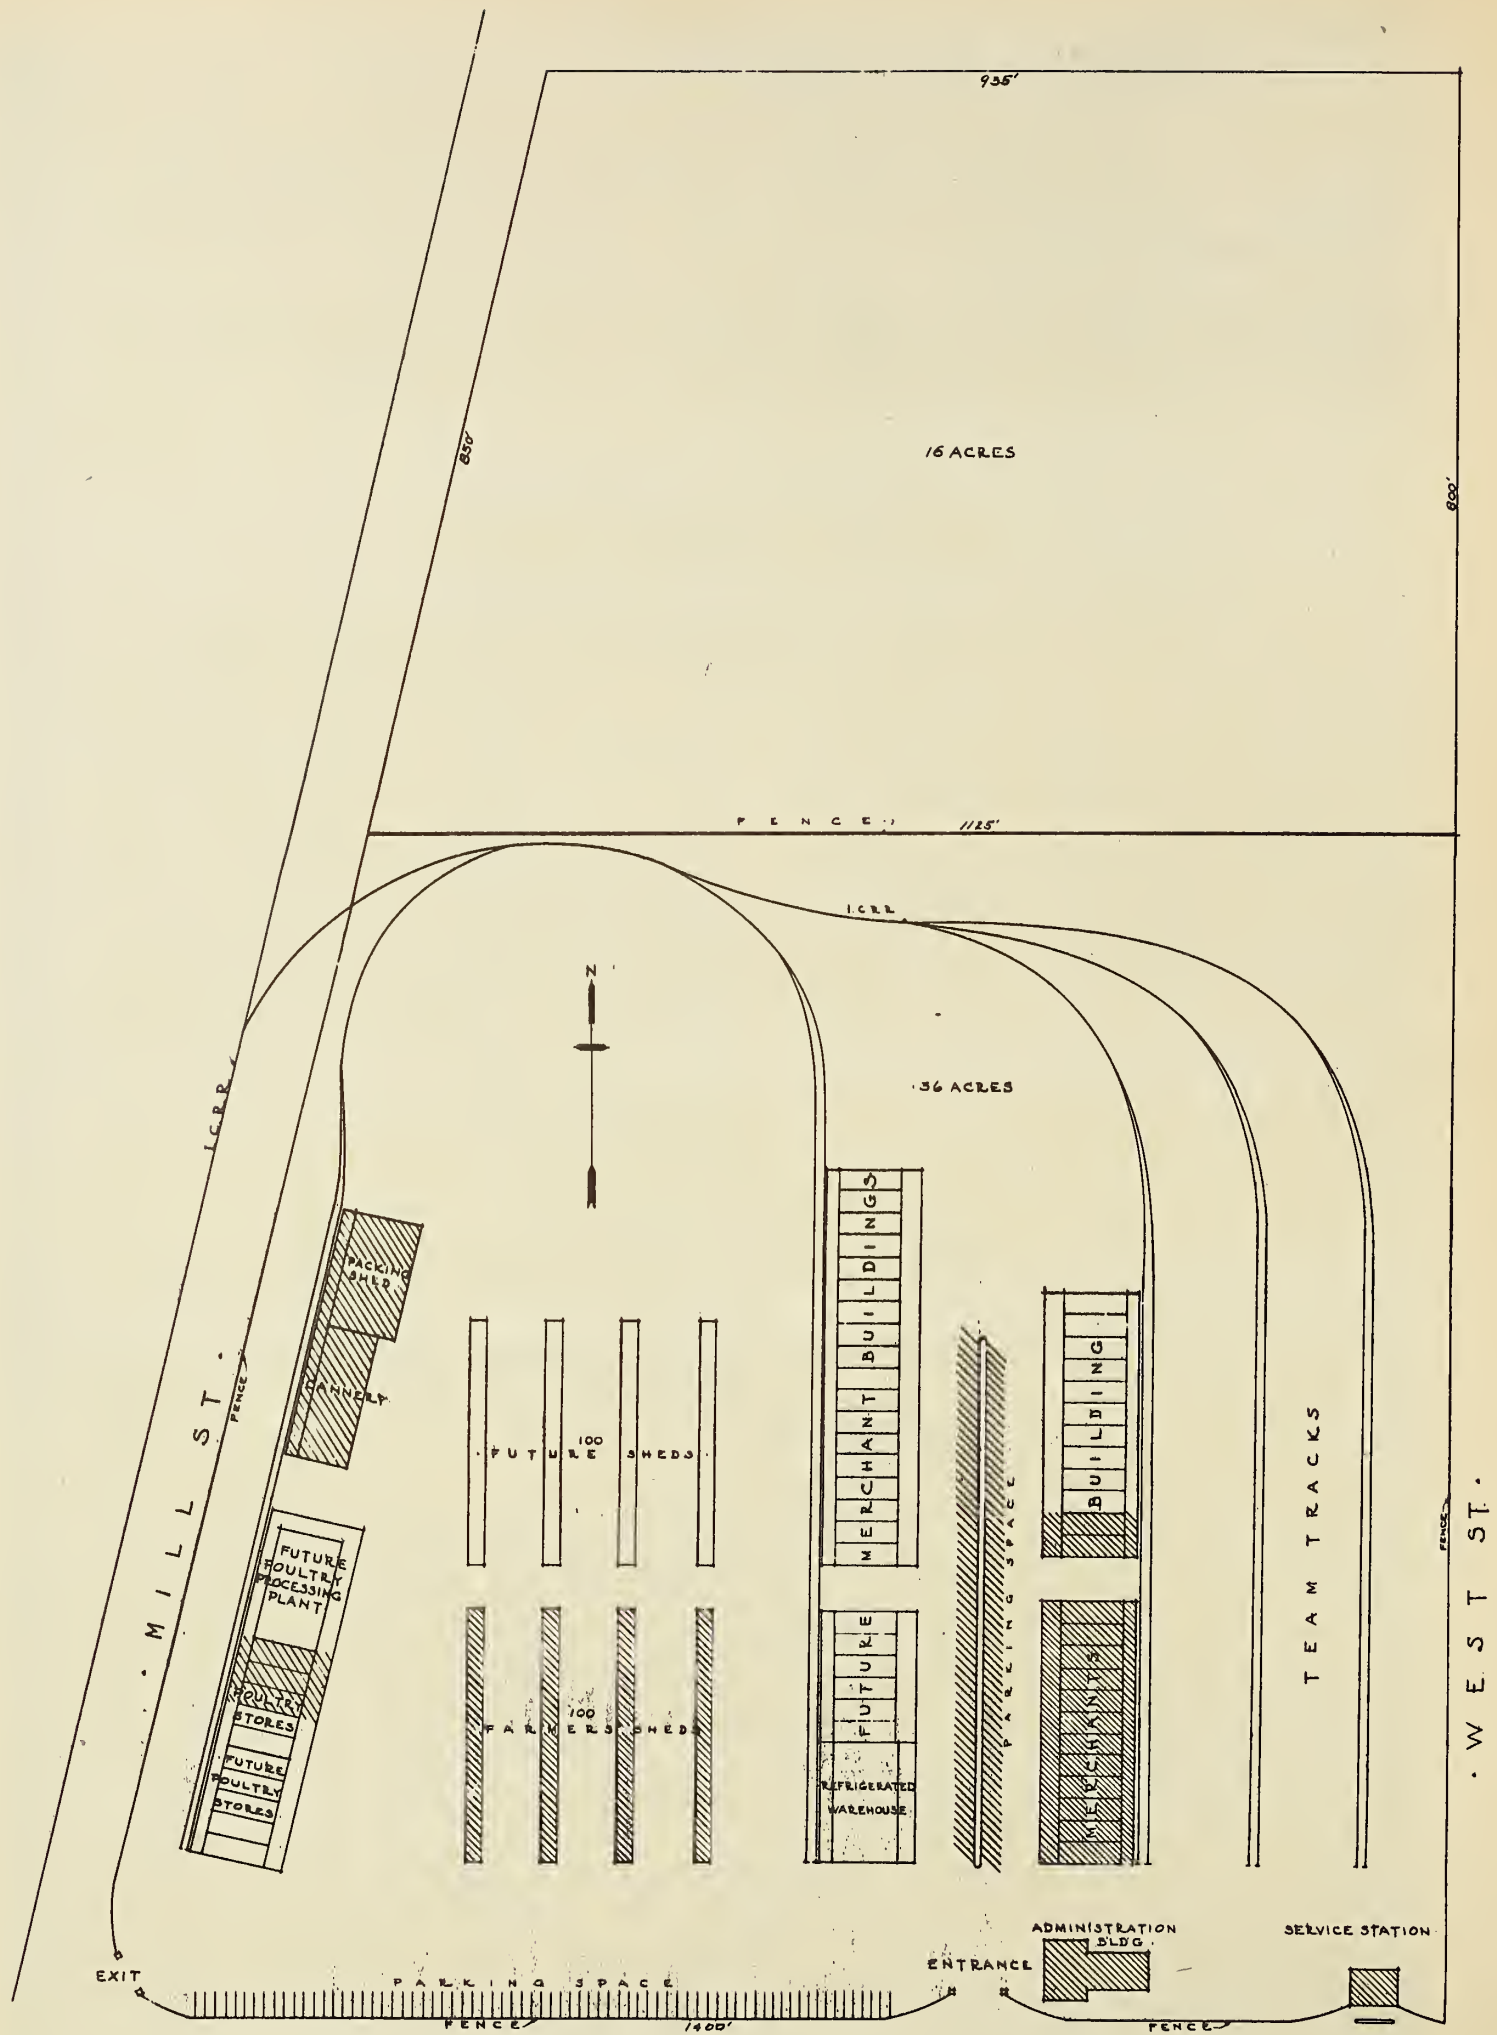 935'
850'
16 ACRES
800'
FENCE
1125'
I.C.R.R.
N
36 ACRES
I.C.R.R.
MERCHANT BUILDINGS
PACKING
SHED
CANNERY
BUILDING
FENCE
MILL ST.
100
FUTURE SHEDS
PARKING SPACE
TEAM TRACKS
FENCE
WEST ST.
FUTURE
POULTRY
PROCESSING
PLANT
FUTURE
MERCHANTS
POULTRY
STORES
100
FARMERS' SHEDS
FUTURE
POULTRY
STORES
REFRIGERATED
WAREHOUSE
ADMINISTRATION
BLDG.
SERVICE STATION
EXIT
ENTRANCE
PARKING SPACE
FENCE
1400'
FENCE